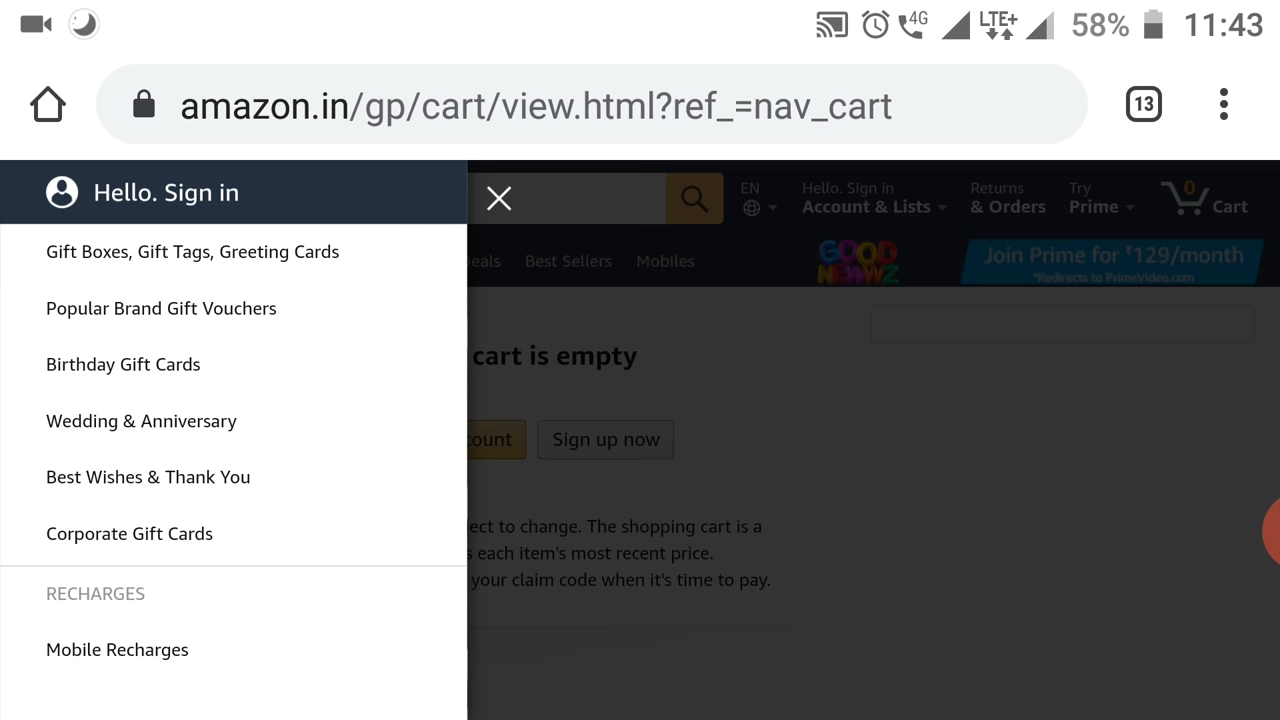 4G LTE+ 58% 11:43
amazon.in/gp/cart/view.html?ref_=nav_cart 13
Hello. Sign in
EN
Hello. Sign in
Account & Lists
Returns
& Orders
Try
Prime
0
Cart
Best Sellers Mobiles
GOOD
NEWWZ
Join Prime for ₹129/month
*Redirects to PrimeVideo.com
Gift Boxes, Gift Tags, Greeting Cards
Popular Brand Gift Vouchers
Birthday Gift Cards
Wedding & Anniversary
Best Wishes & Thank You
Corporate Gift Cards
RECHARGES
Mobile Recharges
cart is empty
Sign up now
to change. The shopping cart is a
each item's most recent price.
your claim code when it's time to pay.